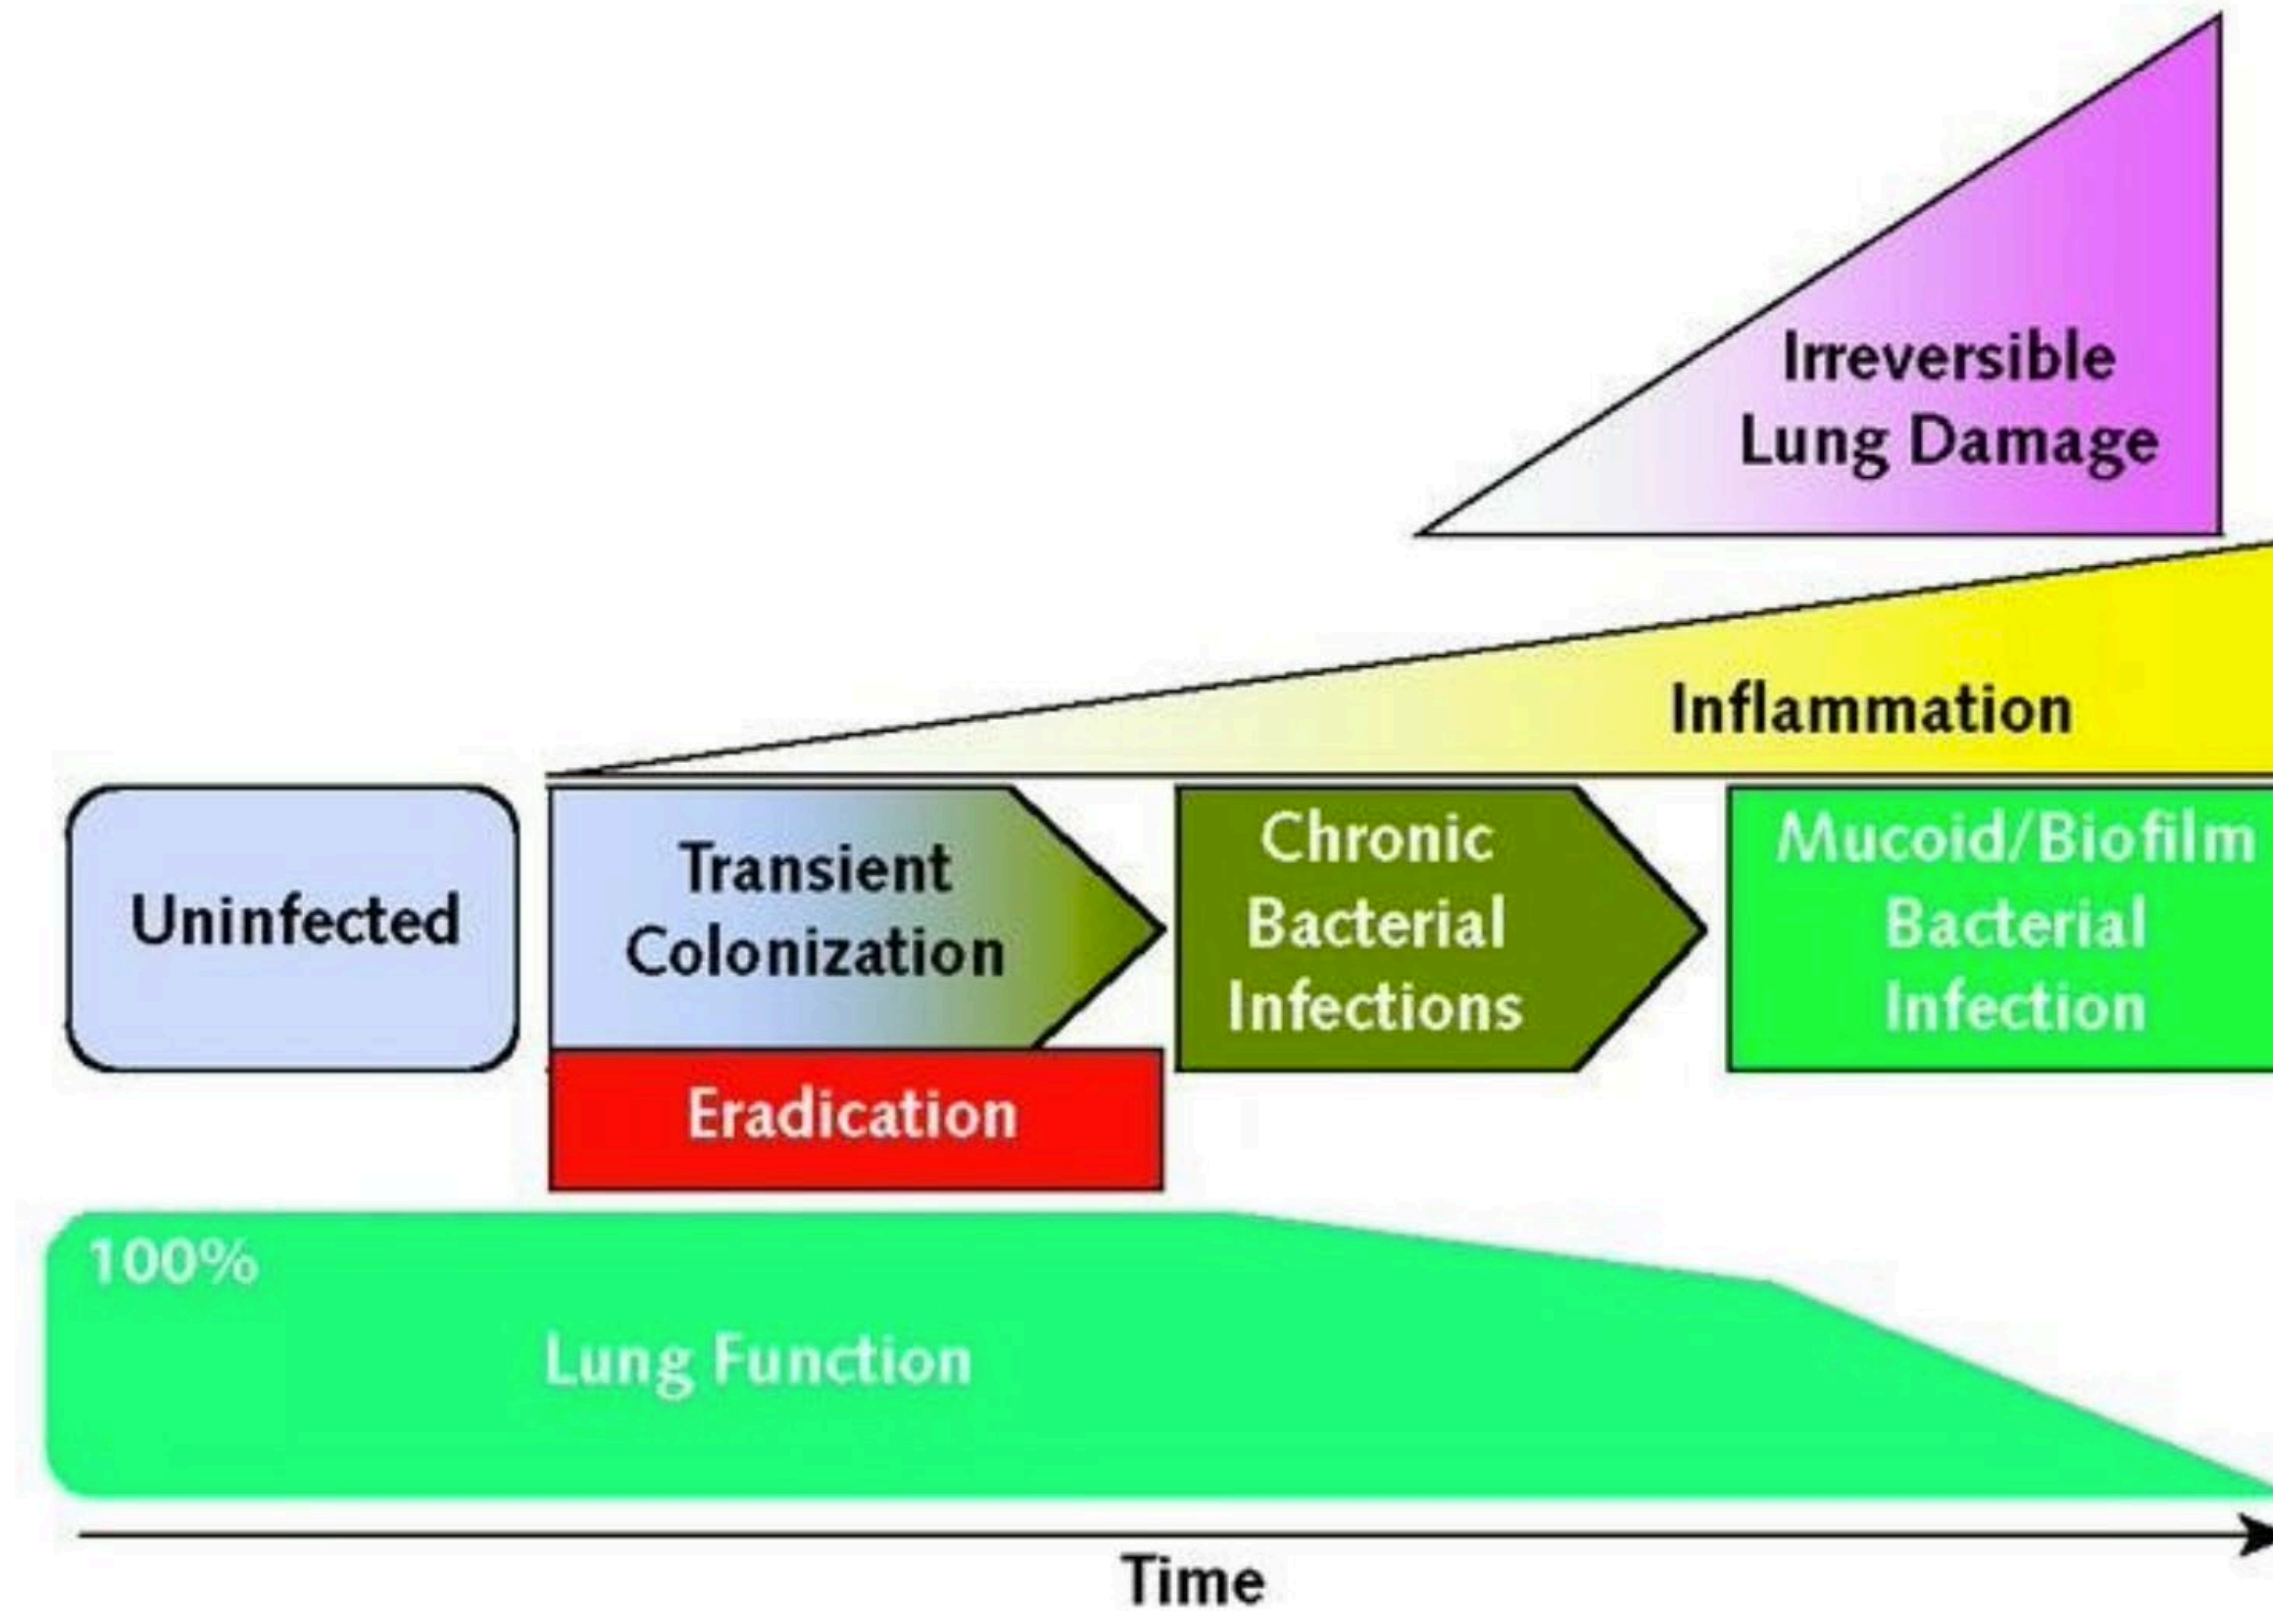 Irreversible
Lung Damage
Inflammation
Uninfected
Transient
Colonization
Chronic
Bacterial
Infections
Mucoid/Biofilm
Bacterial
Infection
Eradication
100%
Lung Function
Time